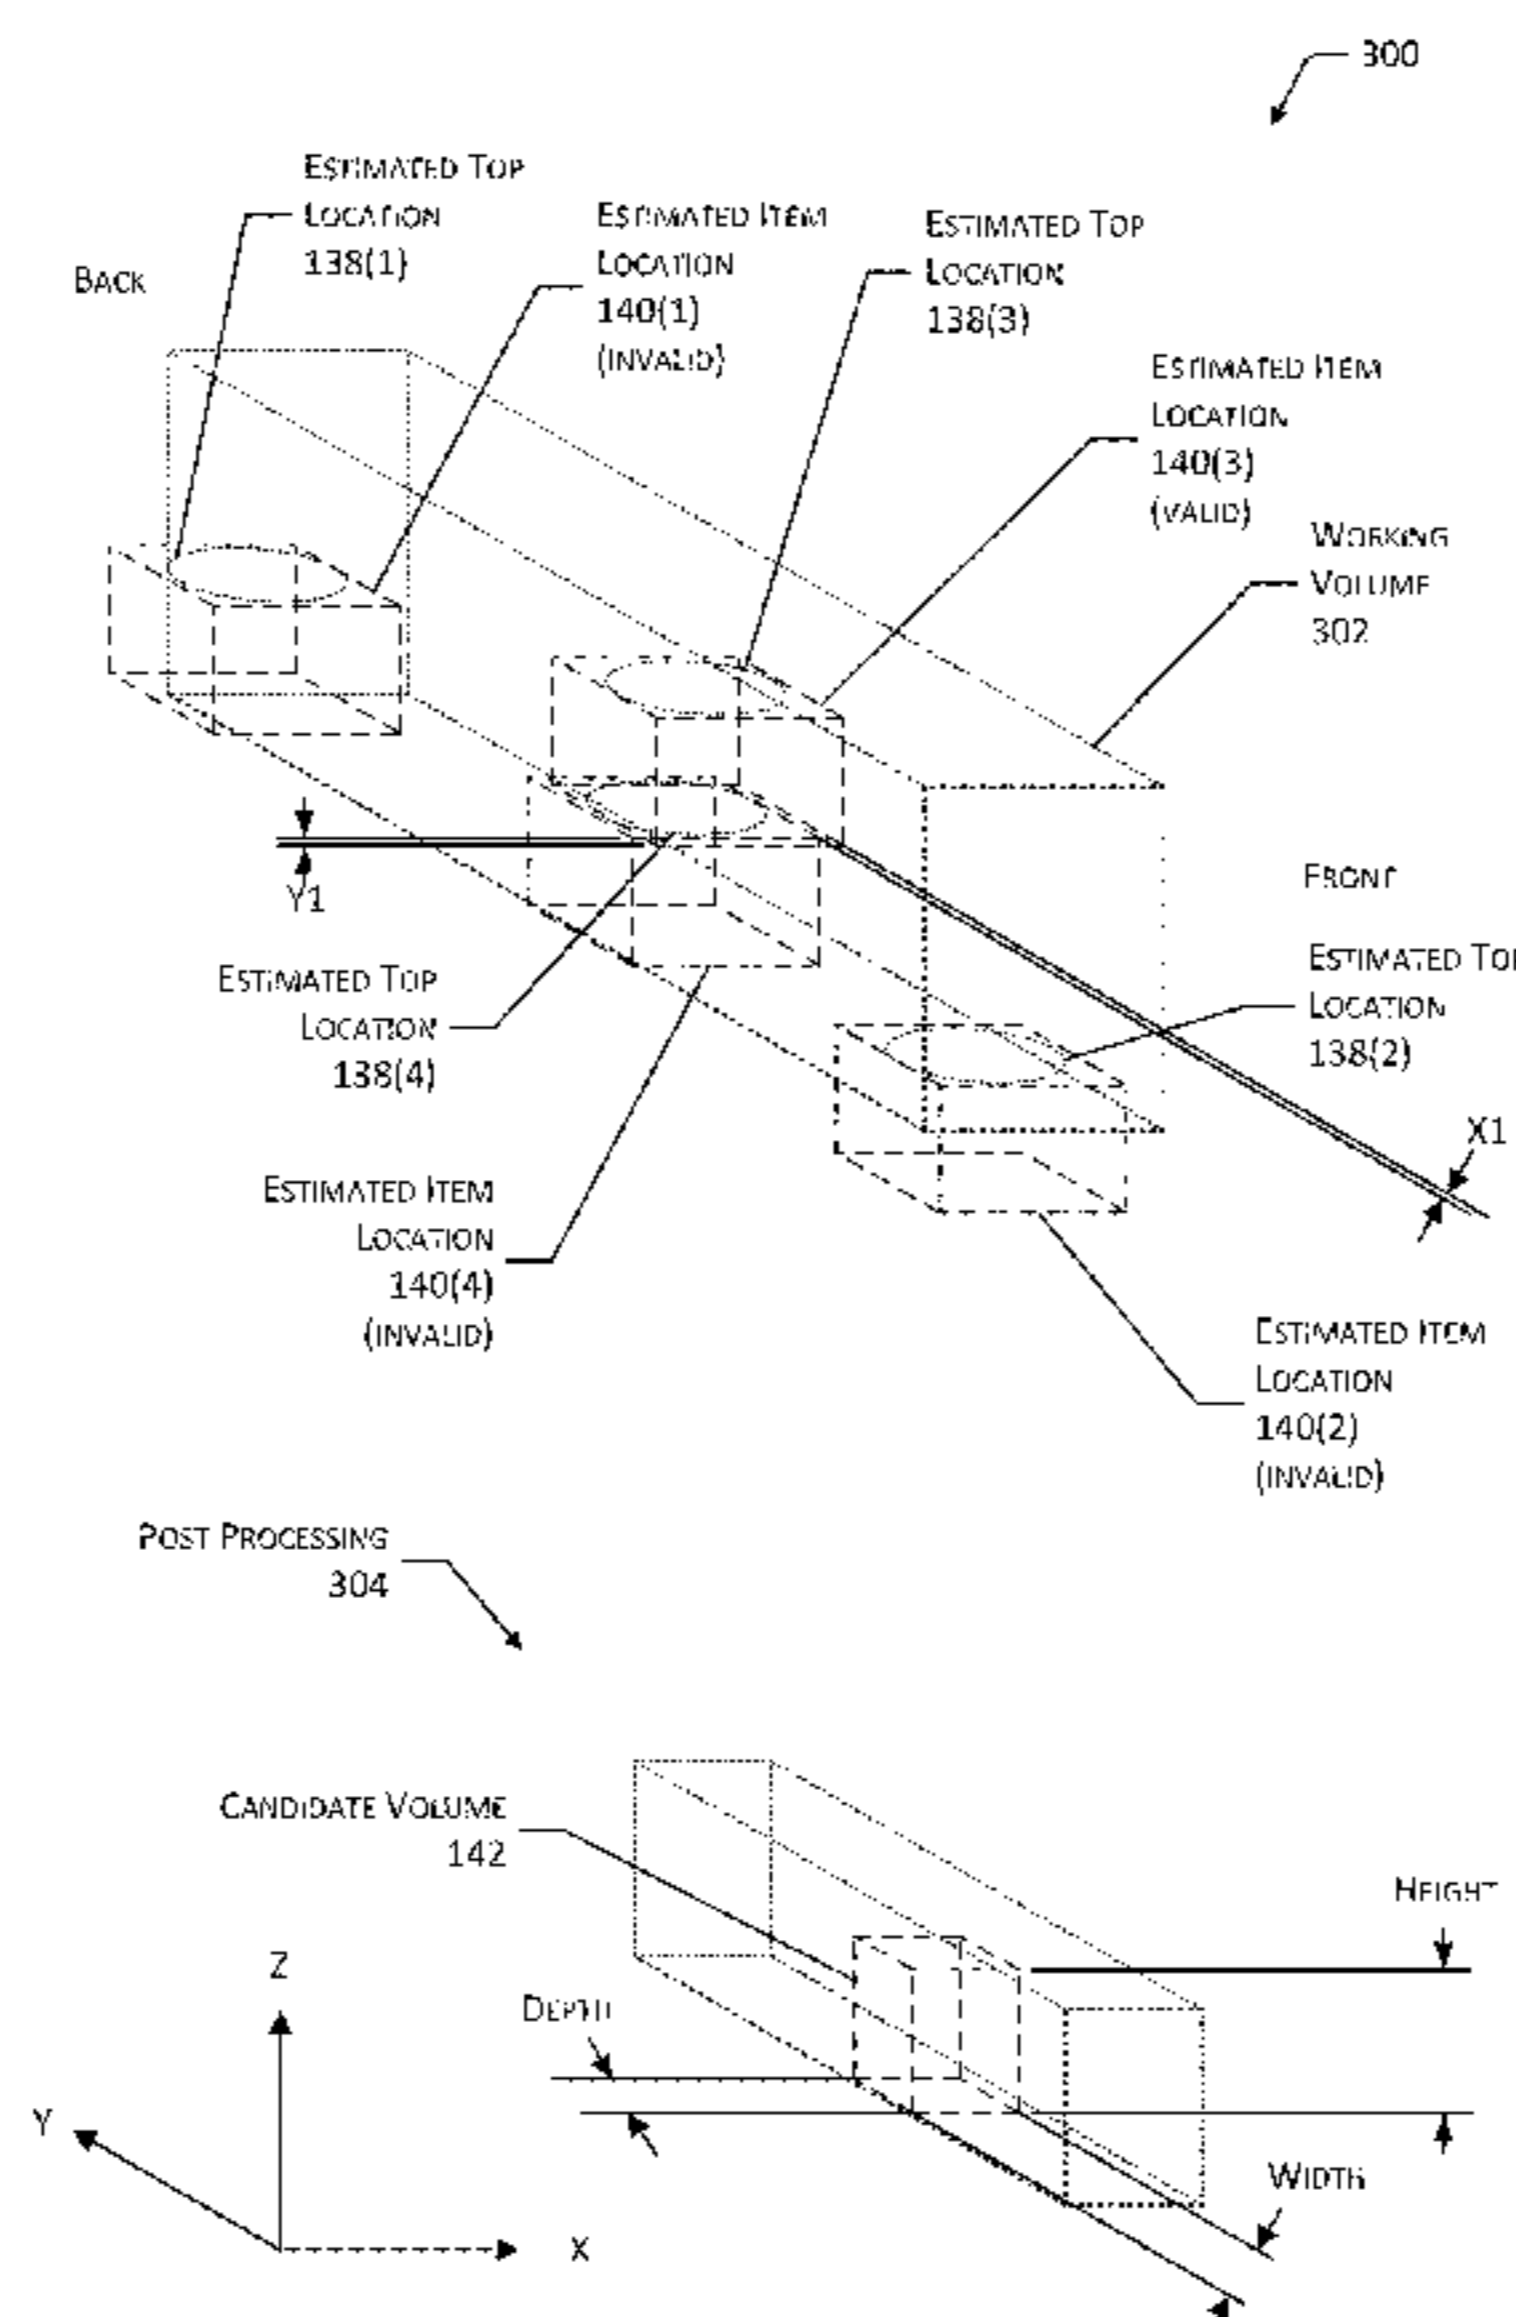 300
ESTIMATED TOP
LOCATION
138(1)
ESTIMATED ITEM
LOCATION
140(1)
(INVALID)
ESTIMATED TOP
LOCATION
138(3)
BACK
ESTIMATED ITEM
LOCATION
140(3)
(VALID)
WORKING
VOLUME
302
Y1
FRONT
ESTIMATED TOP
LOCATION
138(2)
ESTIMATED TOP
LOCATION
138(4)
X1
ESTIMATED ITEM
LOCATION
140(4)
(INVALID)
ESTIMATED ITEM
LOCATION
140(2)
(INVALID)
POST PROCESSING
304
CANDIDATE VOLUME
142
HEIGHT
Z
DEPTH
Y
WIDTH
X